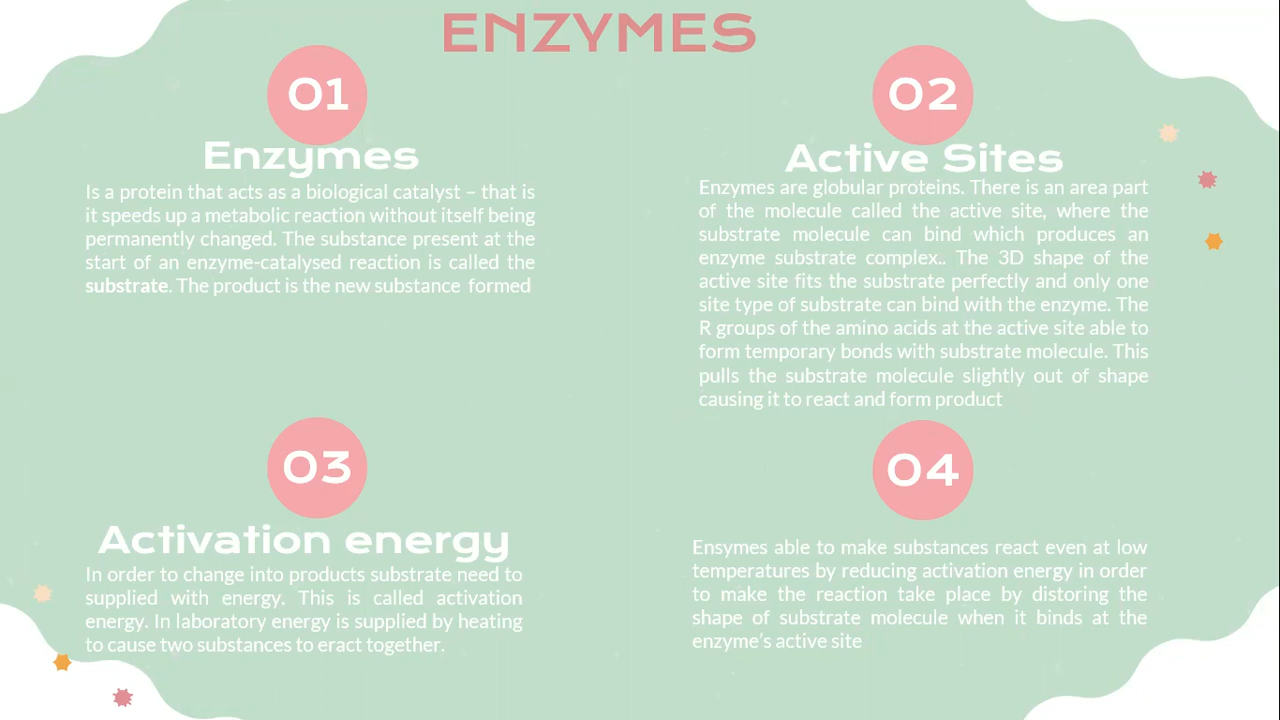 ENZYMES
01
Enzymes
Is a protein that acts as a biological catalyst – that is
it speeds up a metabolic reaction without itself being
permanently changed. The substance present at the
start of an enzyme-catalysed reaction is called the
substrate. The product is the new substance formed
02
Active Sites
Enzymes are globular proteins. There is an area part
of the molecule called the active site, where the
substrate molecule can bind which produces an
enzyme substrate complex.. The 3D shape of the
active site fits the substrate perfectly and only one
site type of substrate can bind with the enzyme. The
R groups of the amino acids at the active site able to
form temporary bonds with substrate molecule. This
pulls the substrate molecule slightly out of shape
causing it to react and form product
03
Activation energy
In order to change into products substrate need to
supplied with energy. This is called activation
energy. In laboratory energy is supplied by heating
to cause two substances to eract together.
04
Ensymes able to make substances react even at low
temperatures by reducing activation energy in order
to make the reaction take place by distoring the
shape of substrate molecule when it binds at the
enzyme's active site